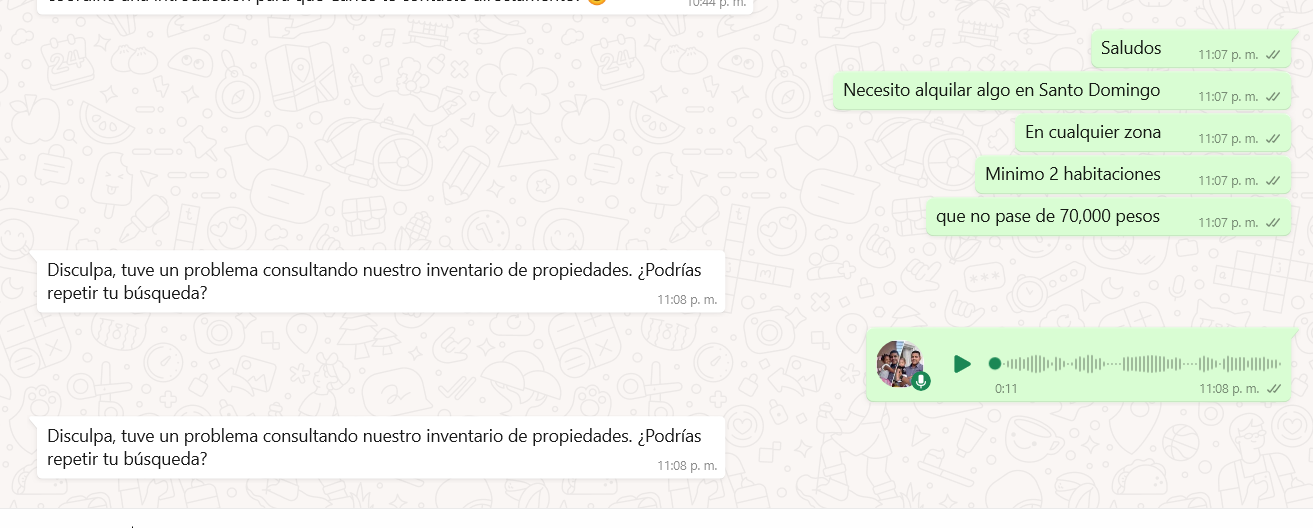 10:44 p. m.
Saludos 11:07 p. m.
Necesito alquilar algo en Santo Domingo 11:07 p. m.
En cualquier zona 11:07 p. m.
Minimo 2 habitaciones 11:07 p. m.
que no pase de 70,000 pesos 11:07 p. m.
Disculpa, tuve un problema consultando nuestro inventario de propiedades. ¿Podrías
repetir tu búsqueda? 11:08 p. m.
0:11 11:08 p. m.
Disculpa, tuve un problema consultando nuestro inventario de propiedades. ¿Podrías
repetir tu búsqueda? 11:08 p. m.